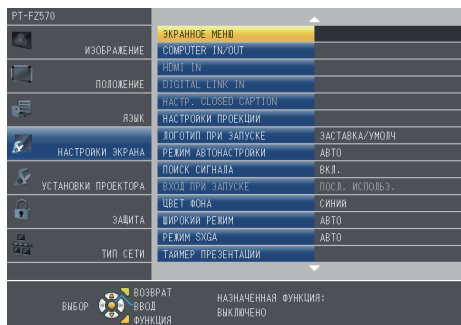 PT-FZ570
ИЗОБРАЖЕНИЕ
ПОЛОЖЕНИЕ
ЯЗЫК
НАСТРОЙКИ ЭКРАНА
УСТАНОВКИ ПРОЕКТОРА
ЗАЩИТА
ТИП СЕТИ
ЭКРАННОЕ МЕНЮ
COMPUTER IN/OUT
HDMI IN
DIGITAL LINK IN
НАСТР. CLOSED CAPTION
НАСТРОЙКИ ПРОЕКЦИИ
ЛОГОТИП ПРИ ЗАПУСКЕ ЗАСТАВКА/УМОЛЧ
РЕЖИМ АВТОНАСТРОЙКИ АВТО
ПОИСК СИГНАЛА ВКЛ.
ВХОД ПРИ ЗАПУСКЕ ПОСЛ. ИСПОЛЬЗ.
ЦВЕТ ФОНА СИНИЙ
ШИРОКИЙ РЕЖИМ АВТО
РЕЖИМ SXGA АВТО
ТАЙМЕР ПРЕЗЕНТАЦИИ
ВЫБОР
ВОЗВРАТ
ВВОД
ФУНКЦИЯ
НАЗНАЧЕННАЯ ФУНКЦИЯ:
ВЫКЛЮЧЕНО